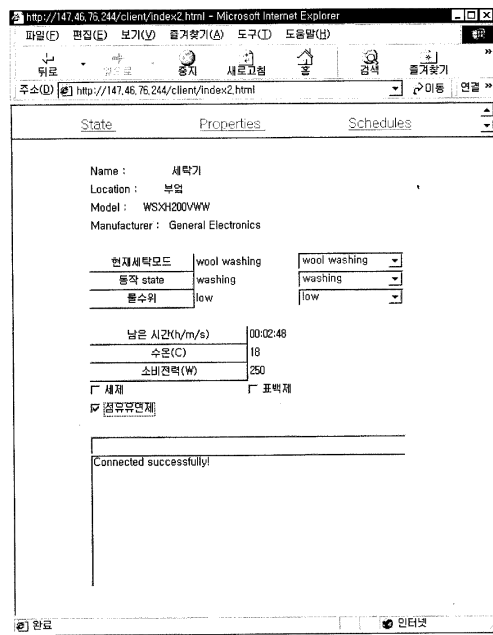 http://147.46.76.244/client/index2.html - Microsoft Internet Explorer
파일(F) 편집(E) 보기(V) 즐겨찾기(A) 도구(T) 도움말(H)
뒤로 앞으로 중지 새로고침 홈 검색 즐겨찾기
주소(D) http://147.46.76.244/client/index2.html 이동 연결 »
State Properties Schedules
Name : 세탁기
Location : 부엌
Model : WSXH200VWW
Manufacturer : General Electronics
현재세탁모드 wool washing wool washing
동작 state washing washing
물수위 low low
남은 시간(h/m/s) 00:02:48
수온(C) 18
소비전력(W) 250
세제 표백제
섬유유연제
Connected successfully!
완료 인터넷